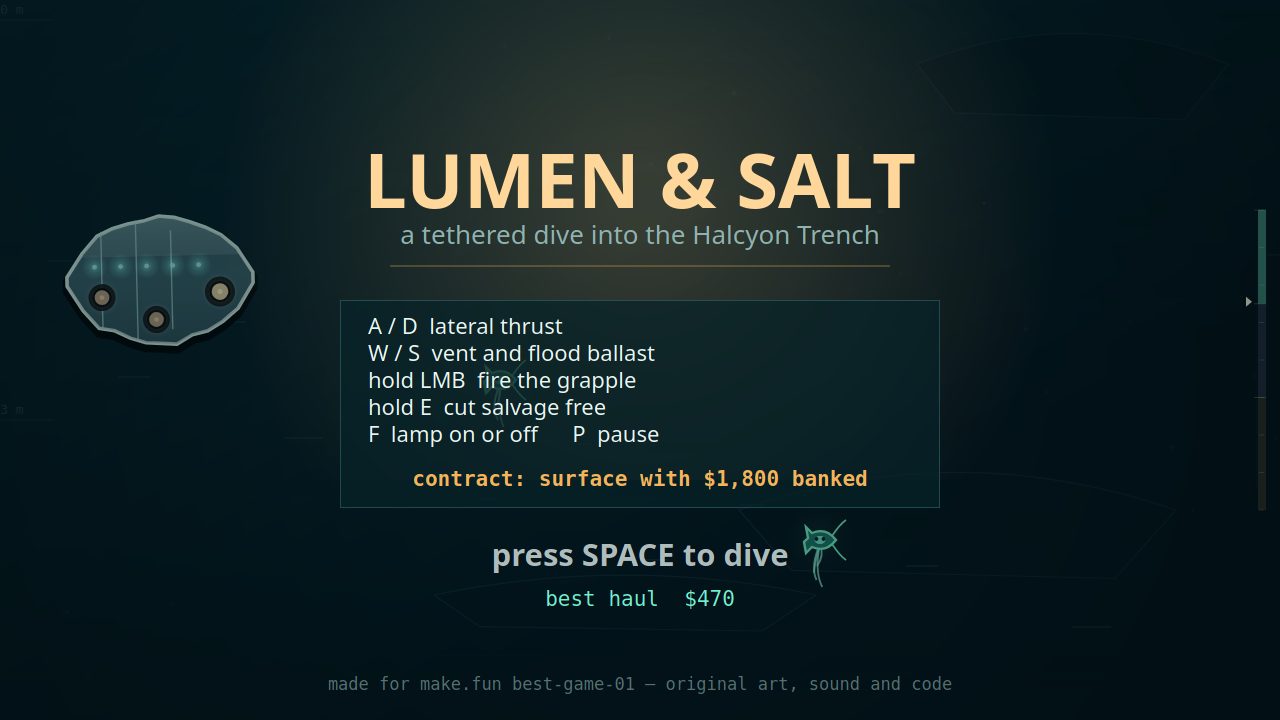 0 m
LUMEN & SALT
a tethered dive into the Halcyon Trench
A / D  lateral thrust
W / S  vent and flood ballast
hold LMB  fire the grapple
hold E  cut salvage free
3 m
F  lamp on or off      P  pause
contract: surface with $1,800 banked
press SPACE to dive
best haul  $470
made for make.fun best-game-01 — original art, sound and code